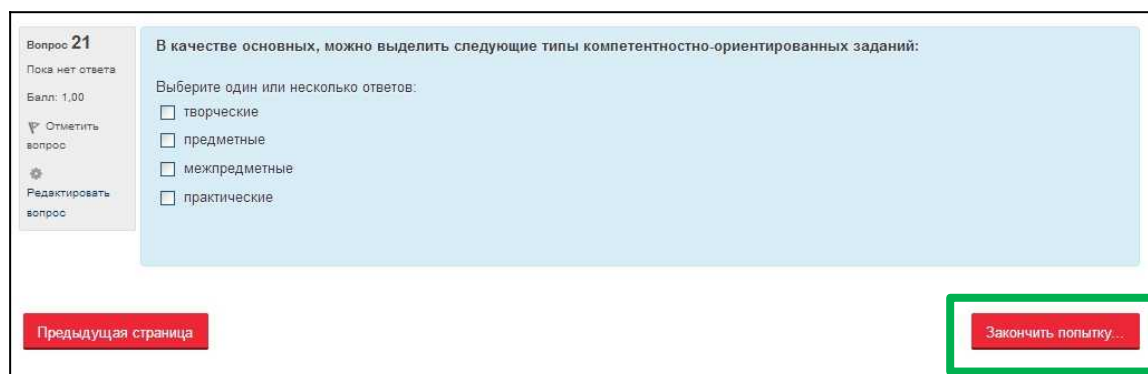 Вопрос 21
Пока нет ответа
Балл: 1,00
Отметить
вопрос
Редактировать
вопрос
В качестве основных, можно выделить следующие типы компетентностно-ориентированных заданий:
Выберите один или несколько ответов:
творческие
предметные
межпредметные
практические
Предыдущая страница
Закончить попытку...